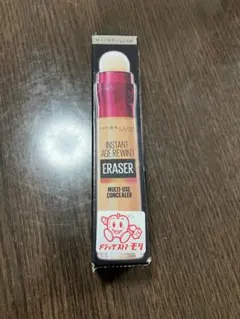 MAYBELLINE
INSTANT
AGE REWIND
ERASER
MULTI-USE
CONCEALER
ドラッグストアモリ